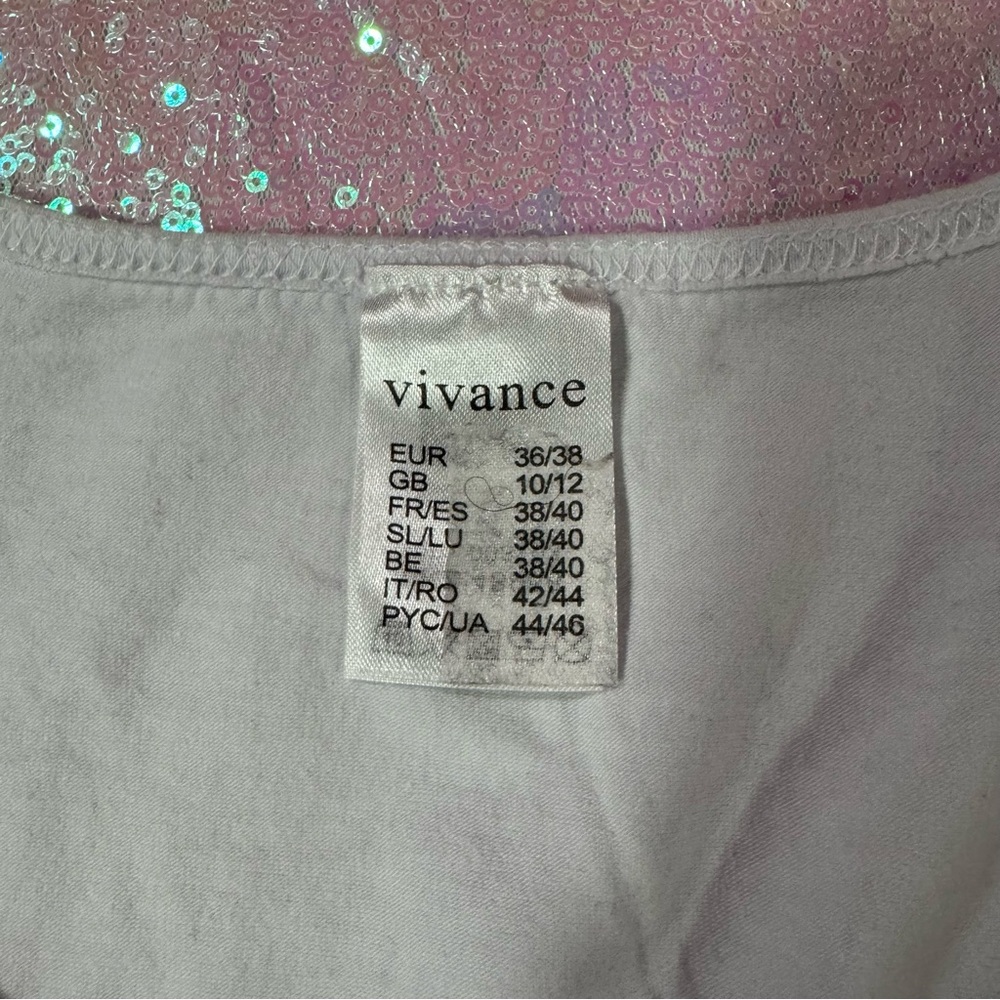 vivance
EUR 36/38
GB 10/12
FR/ES 38/40
SL/LU 38/40
BE 38/40
IT/RO 42/44
PYC/UA 44/46